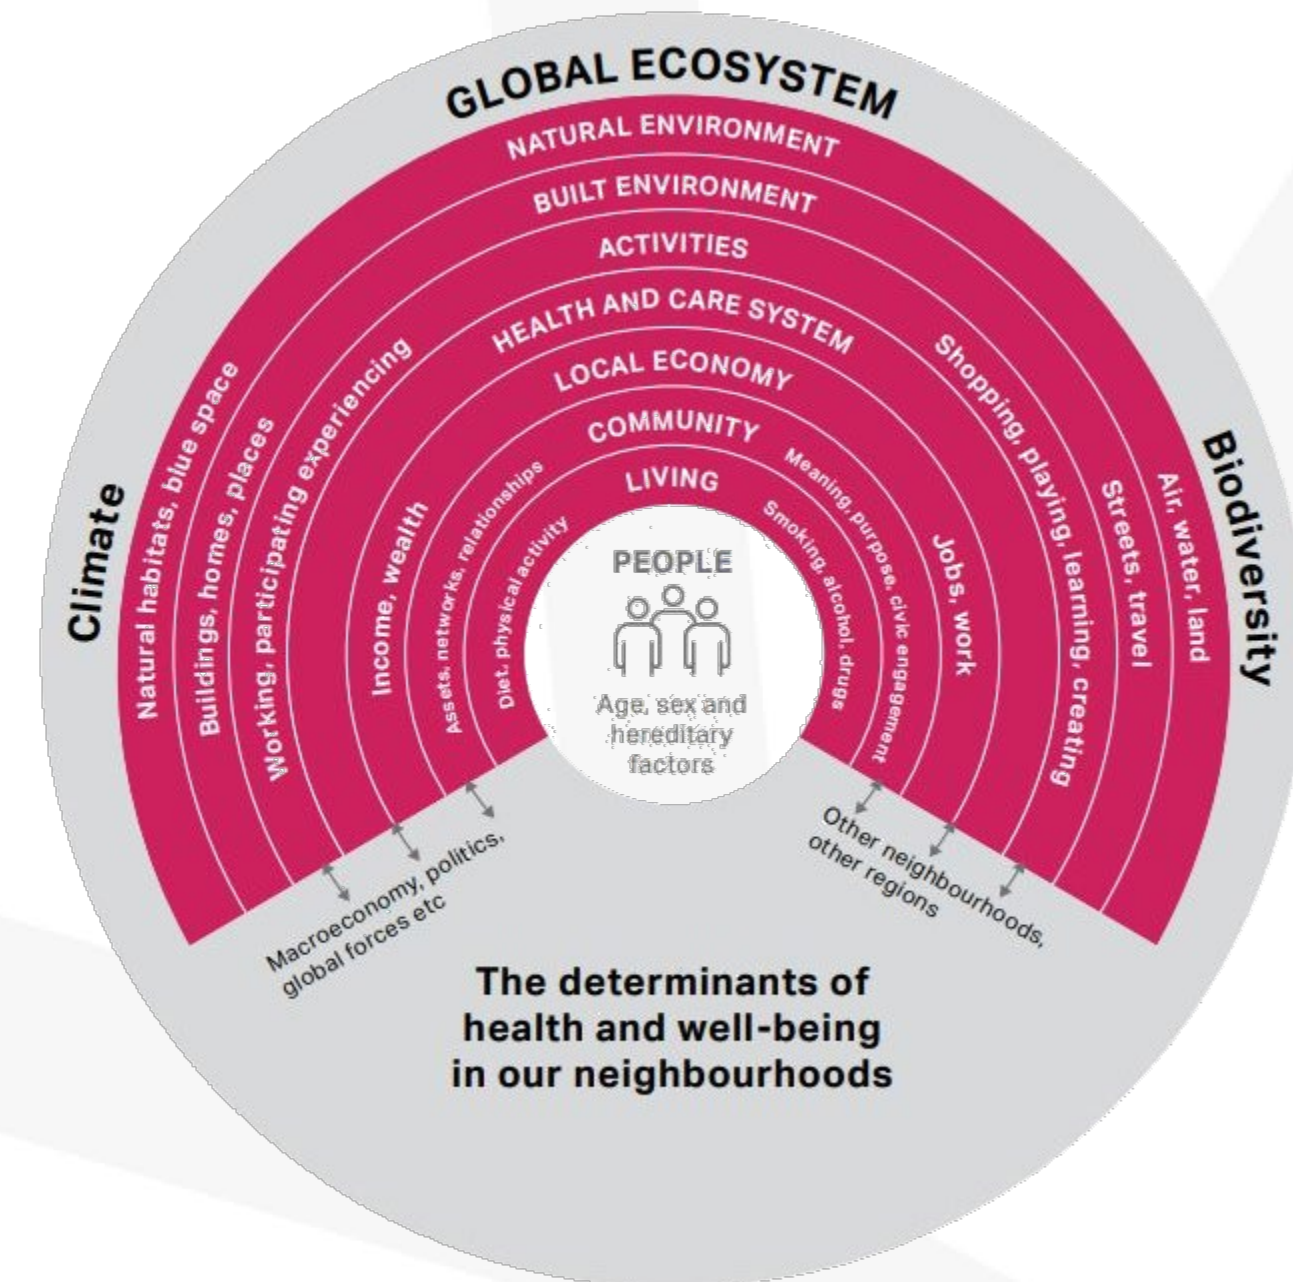 GLOBAL ECOSYSTEM
Climate
Biodiversity
NATURAL ENVIRONMENT
Natural habitats, blue space
Air, water, land
BUILT ENVIRONMENT
Buildings, homes, places
Streets, travel
ACTIVITIES
Working, participating experiencing
Shopping, playing, learning, creating
HEALTH AND CARE SYSTEM
LOCAL ECONOMY
Income, wealth
Jobs, work
COMMUNITY
Assets, networks, relationships
Meaning, purpose, civic engagement
LIVING
Diet, physical activity
Smoking, alcohol, drugs
PEOPLE
Age, sex and
hereditary
factors
Macroeconomy, politics,
global forces etc
Other neighbourhoods,
other regions
The determinants of
health and well-being
in our neighbourhoods